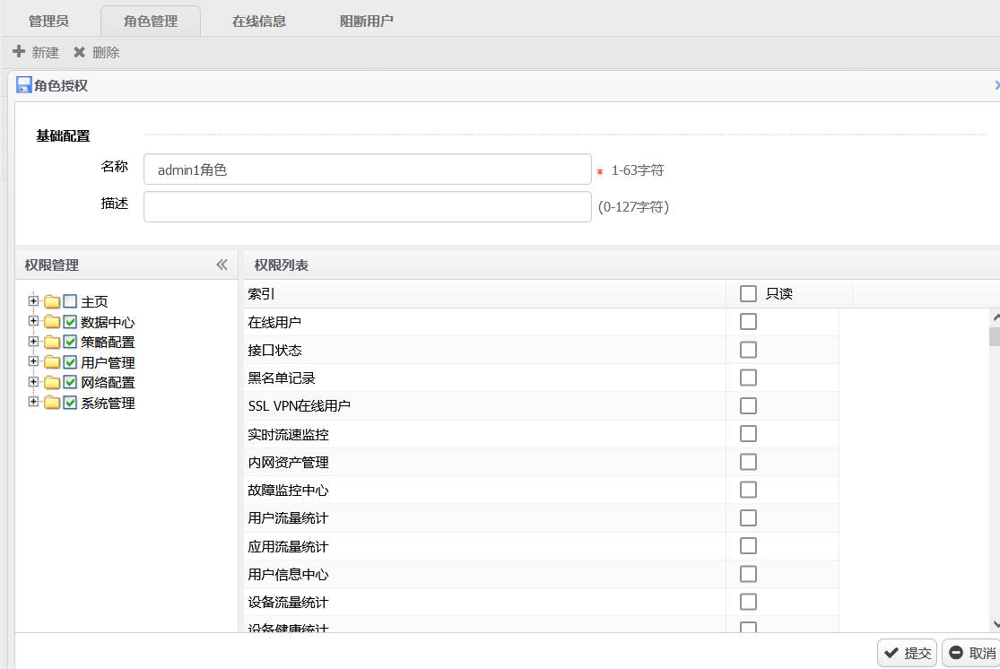 管理员 角色管理 在线信息 阻断用户
新建 删除
角色授权
基础配置
名称 admin1角色 * 1-63字符
描述 (0-127字符)
权限管理 权限列表
主页
数据中心
策略配置
用户管理
网络配置
系统管理
索引 只读
在线用户
接口状态
黑名单记录
SSL VPN在线用户
实时流速监控
内网资产管理
故障监控中心
用户流量统计
应用流量统计
用户信息中心
设备流量统计
设备健康统计
提交 取消